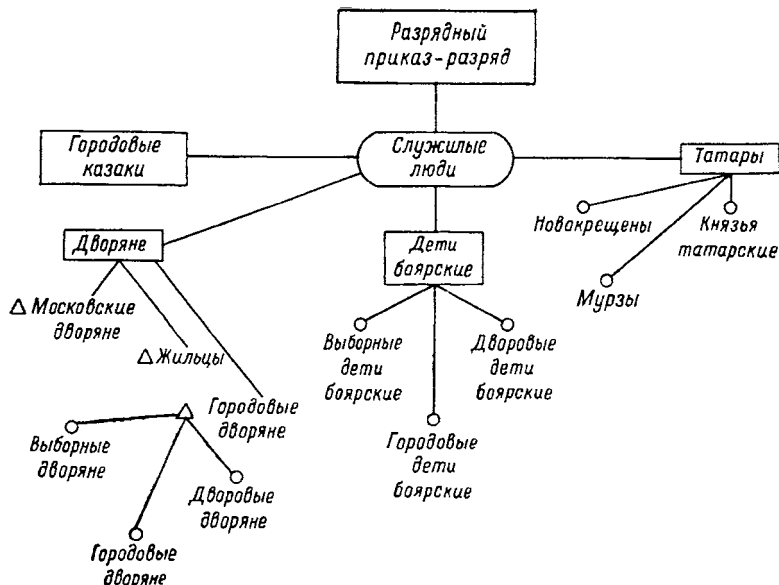 Разрядный
приказ-разряд
Городовые
казаки
Служилые
люди
Татары
Новокрещены
Князья
татарские
Мурзы
Дворяне
Дети
боярские
Московские
дворяне
Жильцы
Выборные
дети
боярские
Дворовые
дети
боярские
Городовые
дворяне
Городовые
дети
боярские
Выборные
дворяне
Дворовые
дворяне
Городовые
дворяне